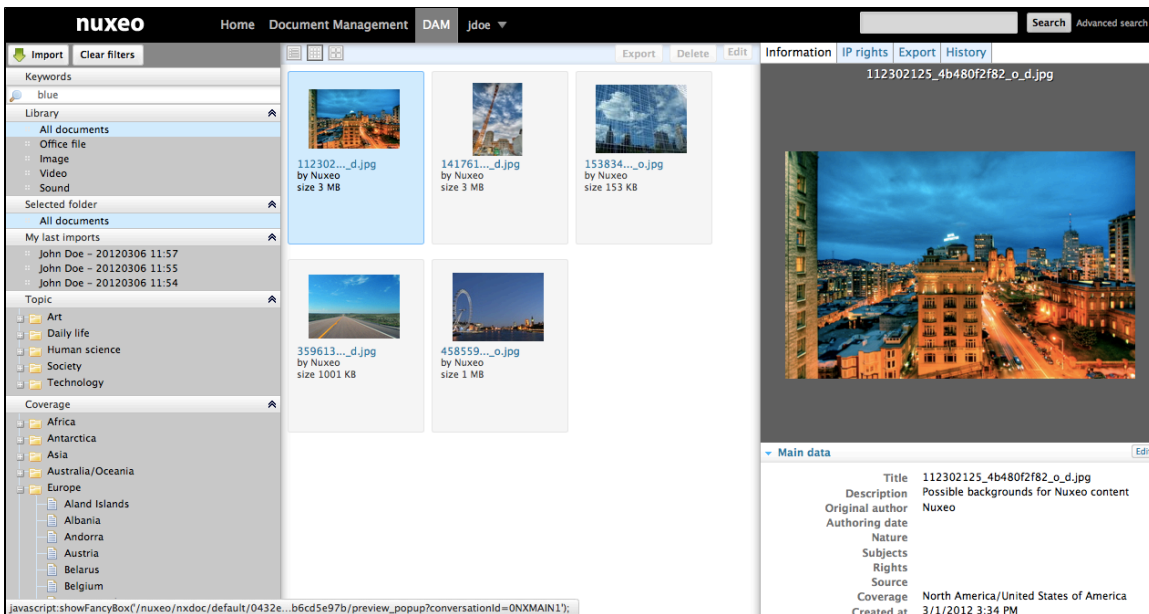 nuxeo Home Document Management DAM jdoe Search Advanced search
Import Clear filters
Keywords
blue
Library
All documents
Office file
Image
Video
Sound
Selected folder
All documents
My last imports
John Doe - 20120306 11:57
John Doe - 20120306 11:55
John Doe - 20120306 11:54
Topic
Art
Daily life
Human science
Society
Technology
Coverage
Africa
Antarctica
Asia
Australia/Oceania
Europe
Aland Islands
Albania
Andorra
Austria
Belarus
Belgium
javascript:showFancyBox('/nuxeo/nxdoc/default/0432e...b6cd5e97b/preview_popup?conversationId=0NXMAIN1');
Export Delete Edit
112302..._d.jpg
by Nuxeo
size 3 MB
141761..._d.jpg
by Nuxeo
size 3 MB
153834..._o.jpg
by Nuxeo
size 153 KB
359613..._d.jpg
by Nuxeo
size 1001 KB
458559..._o.jpg
by Nuxeo
size 1 MB
Information IP rights Export History
112302125_4b480f2f82_o_d.jpg
Main data Edi
Title 112302125_4b480f2f82_o_d.jpg
Description Possible backgrounds for Nuxeo content
Original author Nuxeo
Authoring date
Nature
Subjects
Rights
Source
Coverage North America/United States of America
Created at 3/1/2012 3:34 PM